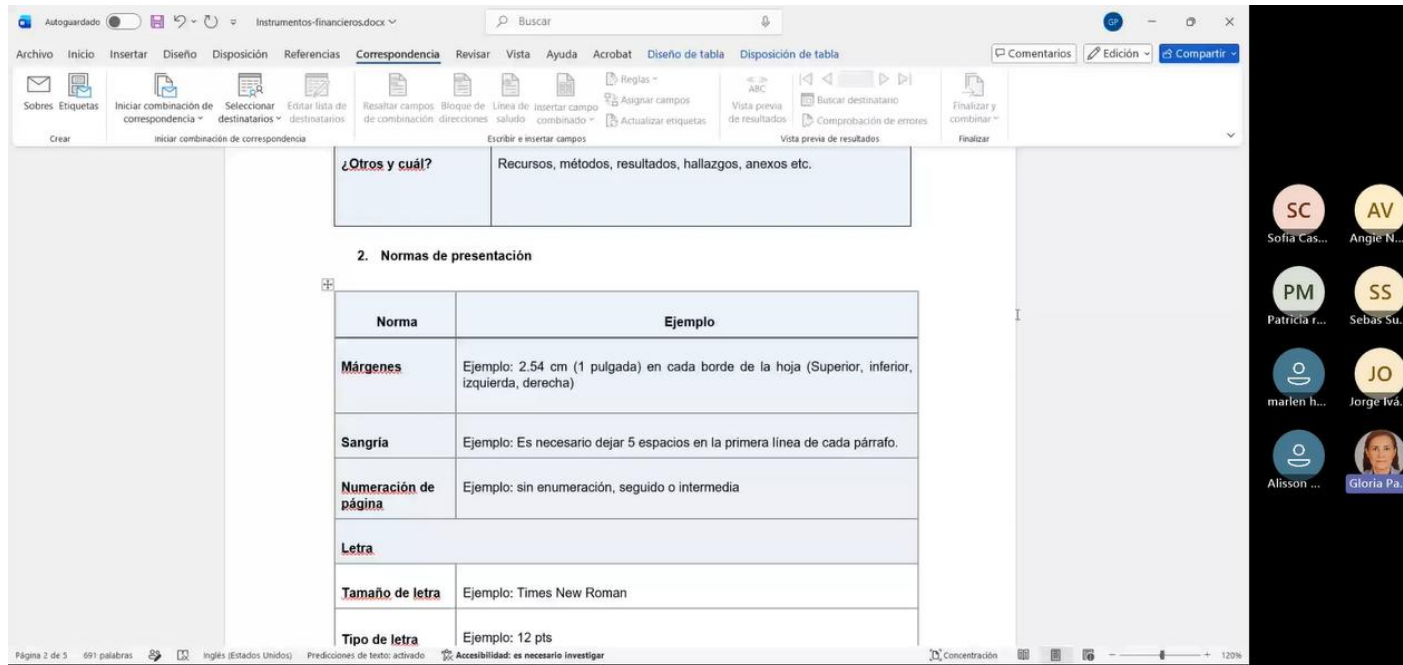 Autoguardado
Instrumentos-financieros.docx
Buscar
GP
Archivo Inicio Insertar Diseño Disposición Referencias Correspondencia Revisar Vista Ayuda Acrobat Diseño de tabla Disposición de tabla
Comentarios Edición Compartir
Sobres Etiquetas
Crear
Iniciar combinación de correspondencia
Seleccionar destinatarios
Editar lista de destinatarios
Iniciar combinación de correspondencia
Resaltar campos de combinación
Bloque de direcciones
Línea de saludo
Insertar campo combinado
Reglas
Asignar campos
Actualizar etiquetas
Escribir e insertar campos
ABC
Vista previa de resultados
Buscar destinatario
Comprobación de errores
Vista previa de resultados
Finalizar y combinar
Finalizar
¿Otros y cuál? Recursos, métodos, resultados, hallazgos, anexos etc.
2. Normas de presentación
Norma Ejemplo
Márgenes Ejemplo: 2.54 cm (1 pulgada) en cada borde de la hoja (Superior, inferior,
izquierda, derecha)
Sangría Ejemplo: Es necesario dejar 5 espacios en la primera línea de cada párrafo.
Numeración de Ejemplo: sin enumeración, seguido o intermedia
página
Letra
Tamaño de letra Ejemplo: Times New Roman
Tipo de letra Ejemplo: 12 pts
Página 2 de 5 691 palabras Inglés (Estados Unidos) Predicciones de texto: activado Accesibilidad: es necesario investigar
Concentración 120%
SC AV
Sofia Cas... Angie N...
PM SS
Patricia r... Sebas Su.
JO
marlen h... Jorge Ivá.
Alisson ... Gloria Pa.